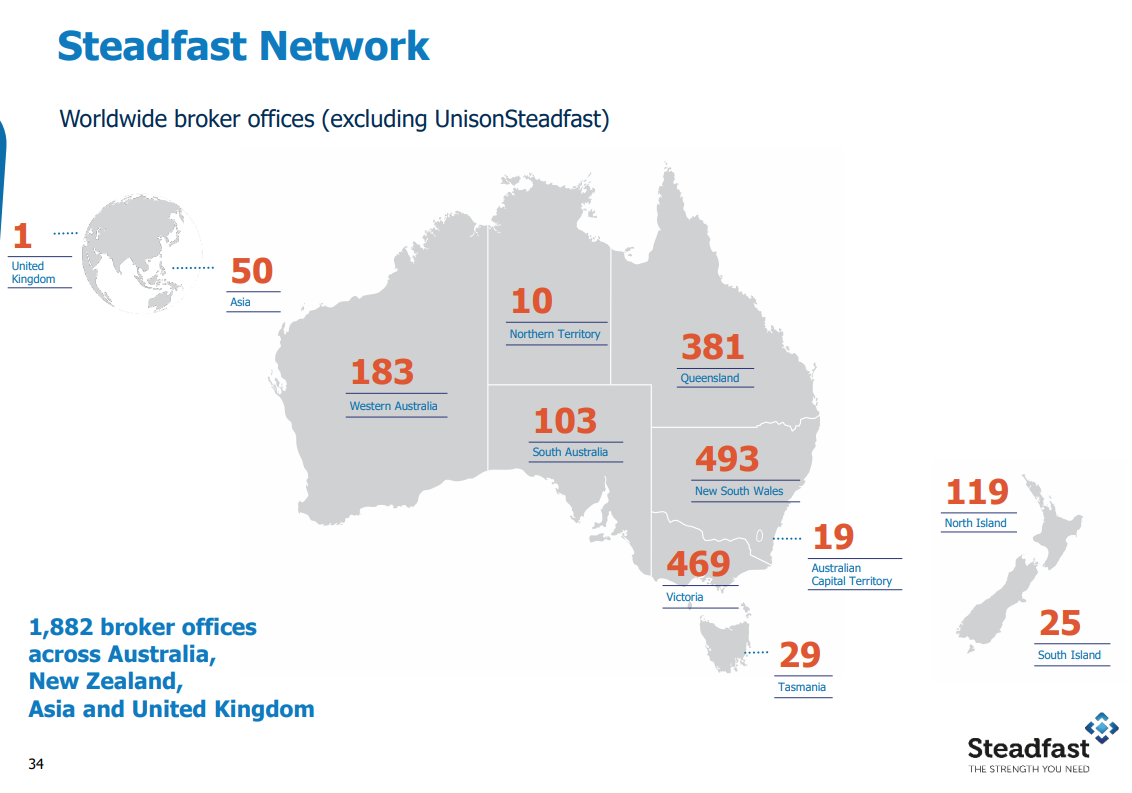 Steadfast Network
Worldwide broker offices (excluding UnisonSteadfast)
1
United
Kingdom
50
Asia
10
Northern Territory
381
Queensland
183
Western Australia
103
South Australia
493
New South Wales
119
North Island
19
Australian
Capital Territory
469
Victoria
25
South Island
29
Tasmania
1,882 broker offices
across Australia,
New Zealand,
Asia and United Kingdom
34
Steadfast
THE STRENGTH YOU NEED